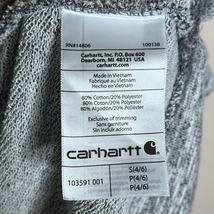 RN#14806 100138
Carhartt, Inc. P.O. Box 600
Dearborn, MI 48121 USA
www.carhartt.com
Made in Vietnam
Fabriqué au Vietnam
Hecho en Vietnam
80% Cotton/20% Polyester
80% Coton/20% Polyester
80% Algodón/20% Poliéster
Exclusive of trimming
Sans garniture
Sin adorno
carhartt
103591 001
S(4/6)
P(4/6)
P(4/6)